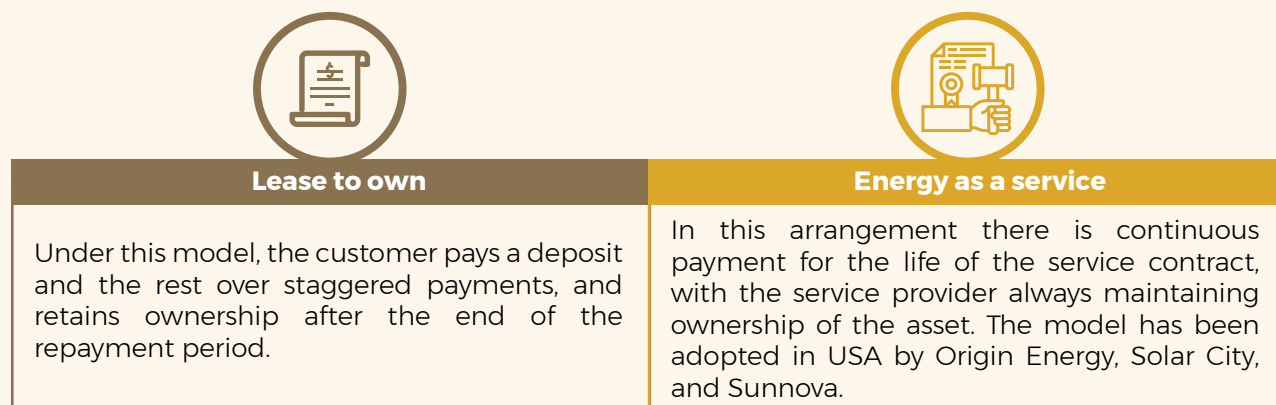 Lease to own
Under this model, the customer pays a deposit
and the rest over staggered payments, and
retains ownership after the end of the
repayment period.
Energy as a service
In this arrangement there is continuous
payment for the life of the service contract,
with the service provider always maintaining
ownership of the asset. The model has been
adopted in USA by Origin Energy, Solar City,
and Sunnova.